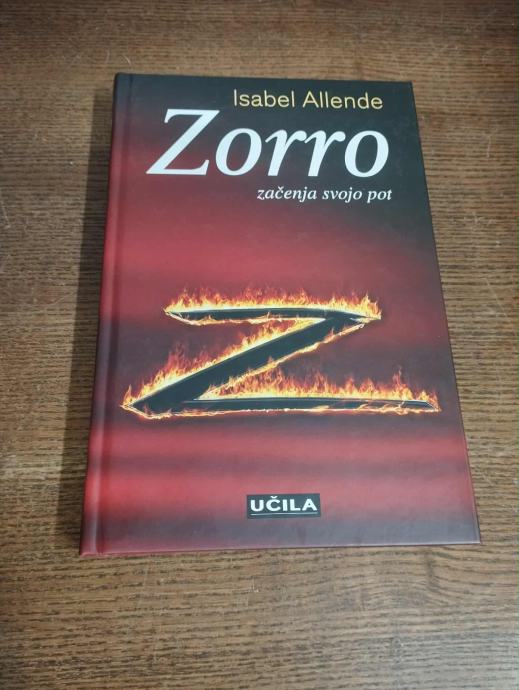 Isabel Allende
Zorro
začenja svojo pot
Z
UČILA